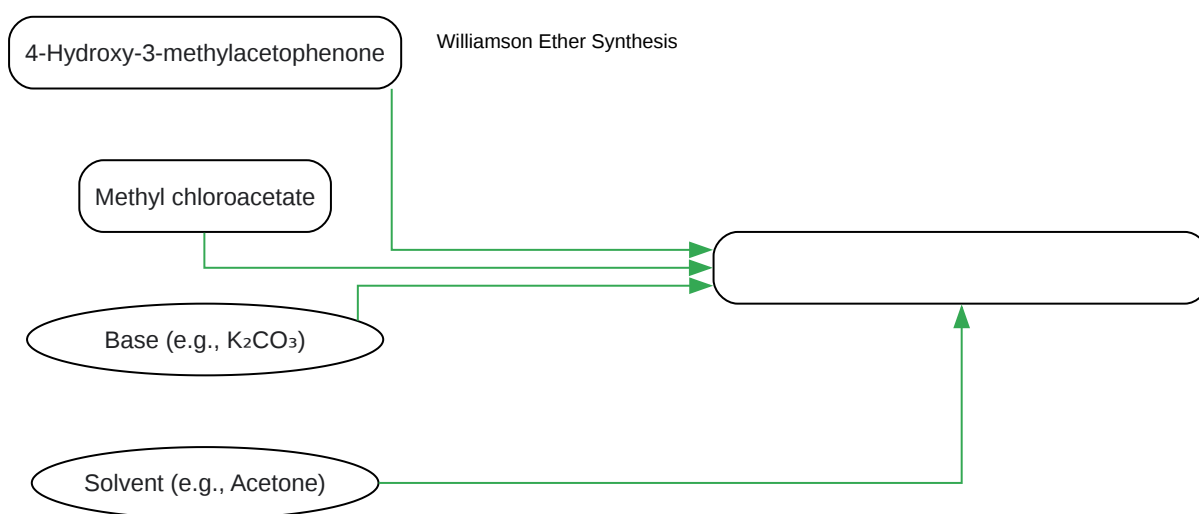 4-Hydroxy-3-methylacetophenone
Williamson Ether Synthesis
Methyl chloroacetate
Base (e.g., K₂CO₃)
Solvent (e.g., Acetone)